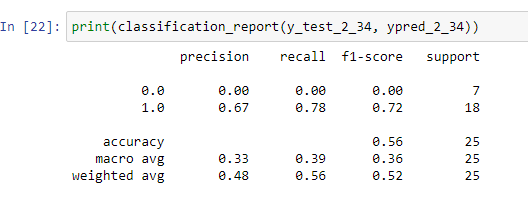 In [22]: print(classification_report(y_test_2_34, ypred_2_34))
precision recall f1-score support
0.0 0.00 0.00 0.00 7
1.0 0.67 0.78 0.72 18
accuracy 0.56 25
macro avg 0.33 0.39 0.36 25
weighted avg 0.48 0.56 0.52 25